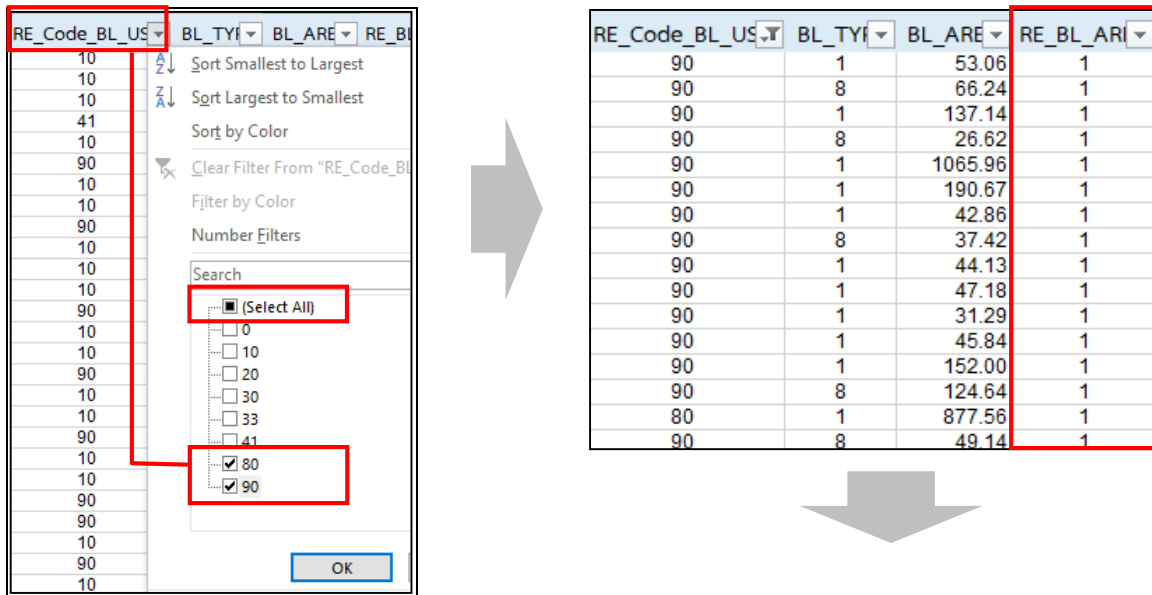 RE_Code_BL_US BL_TY BL_ARE RE_BL
10
10
10
41
10
90
10
10
90
10
10
10
90
10
10
90
10
10
90
10
10
90
90
10
90
10
Sort Smallest to Largest
Sort Largest to Smallest
Sort by Color
Clear Filter From "RE_Code_BL
Filter by Color
Number Filters
Search
(Select All)
0
10
20
30
33
41
80
90
OK
RE_Code_BL_US BL_TY BL_ARE RE_BL_AR
90 1 53.06 1
90 8 66.24 1
90 1 137.14 1
90 8 26.62 1
90 1 1065.96 1
90 1 190.67 1
90 1 42.86 1
90 8 37.42 1
90 1 44.13 1
90 1 47.18 1
90 1 31.29 1
90 1 45.84 1
90 1 152.00 1
90 8 124.64 1
80 1 877.56 1
90 8 49.14 1